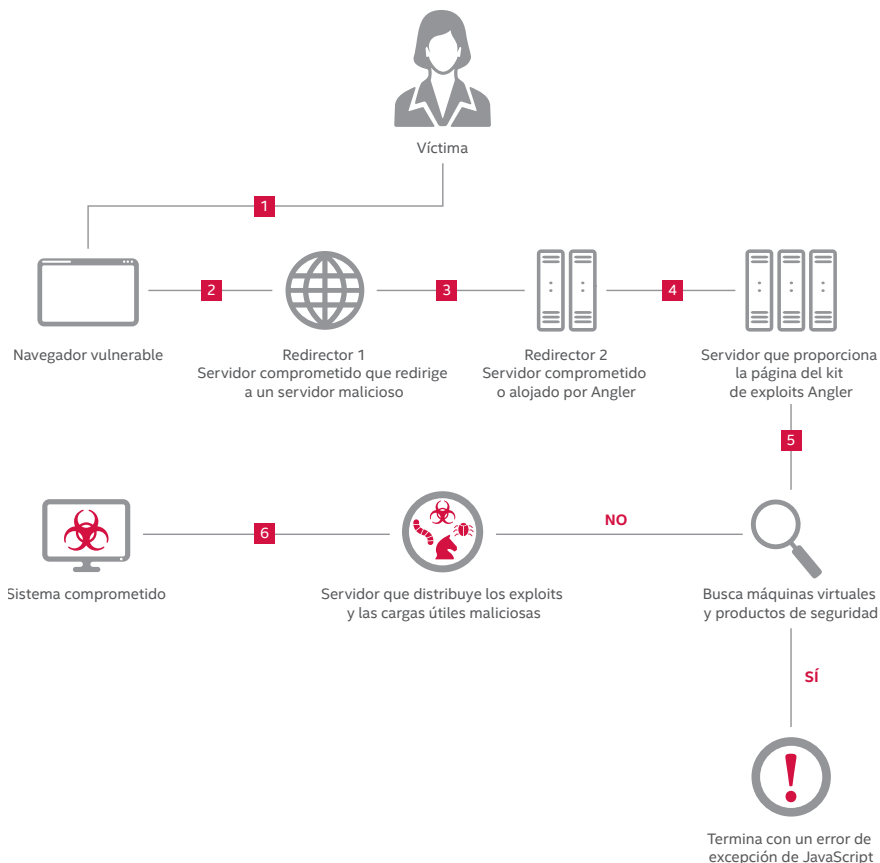 Víctima
1
2
3
4
Navegador vulnerable
Redirector 1
Servidor comprometido que redirige
a un servidor malicioso
Redirector 2
Servidor comprometido
o alojado por Angler
Servidor que proporciona
la página del kit
de exploits Angler
5
6
NO
Sistema comprometido
Servidor que distribuye los exploits
y las cargas útiles maliciosas
Busca máquinas virtuales
y productos de seguridad
SÍ
!
Termina con un error de
excepción de JavaScript